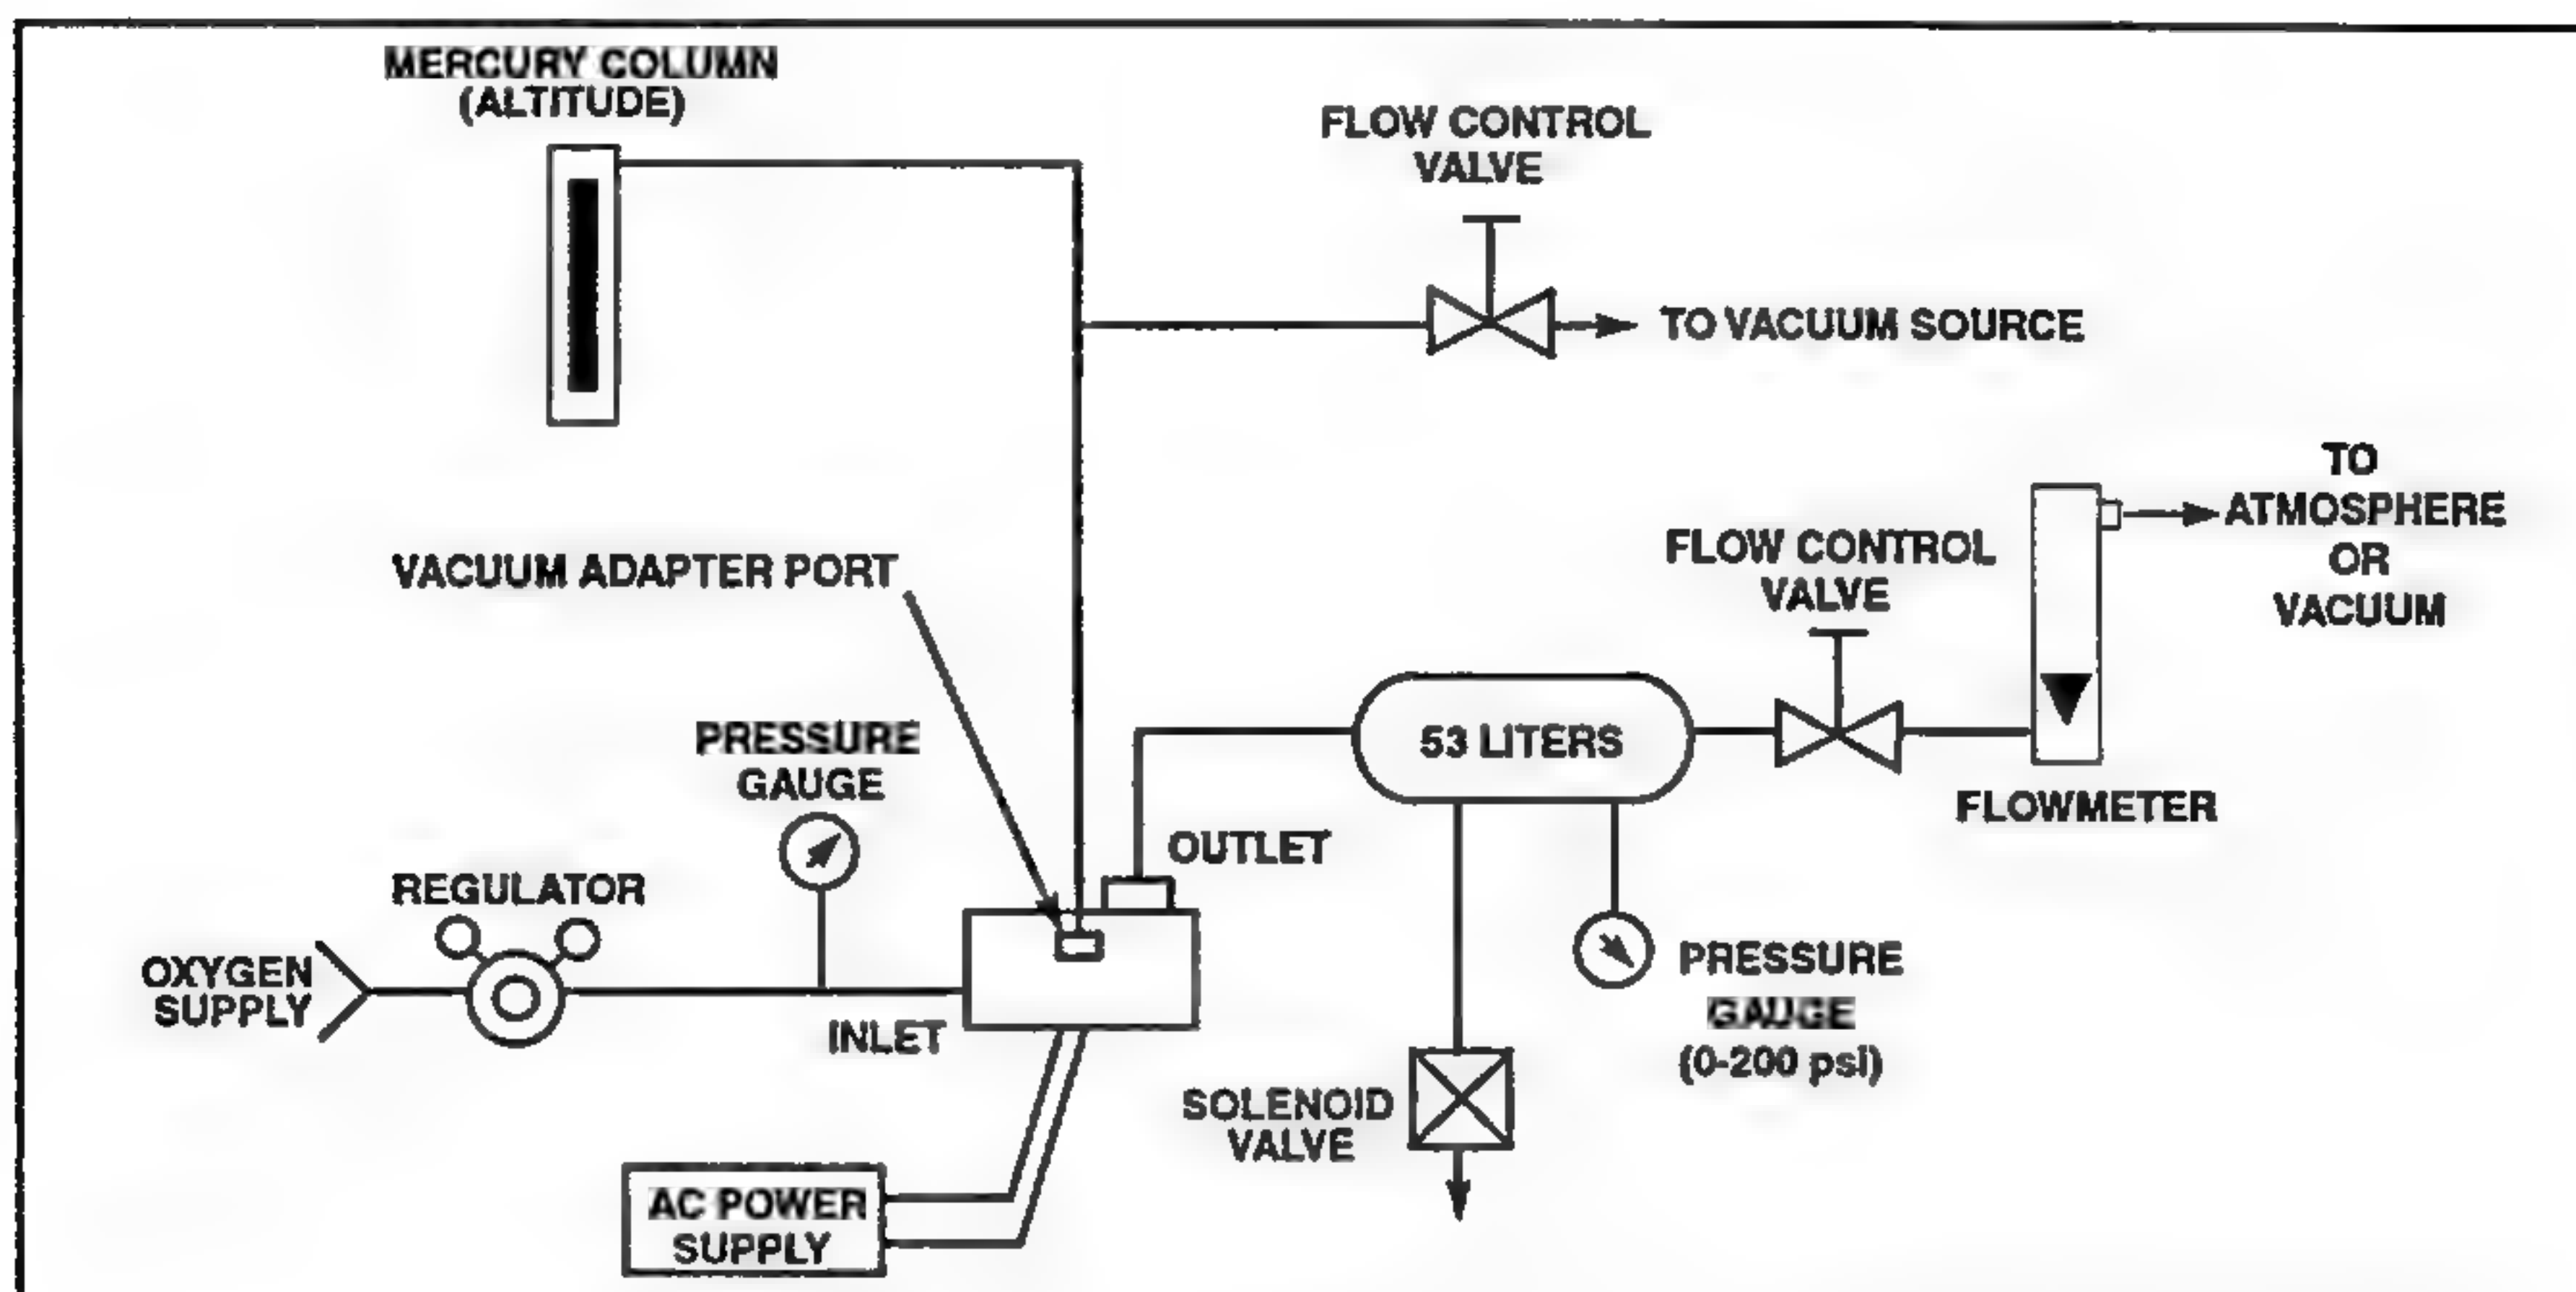 MERCURY COLUMN
(ALTITUDE)
FLOW CONTROL
VALVE
TO VACUUM SOURCE
TO
ATMOSPHERE
OR
VACUUM
VACUUM ADAPTER PORT
FLOW CONTROL
VALVE
PRESSURE
GAUGE
53 LITERS
FLOWMETER
OUTLET
REGULATOR
OXYGEN
SUPPLY
INLET
PRESSURE
GAUGE
(0-200 psi)
SOLENOID
VALVE
AC POWER
SUPPLY